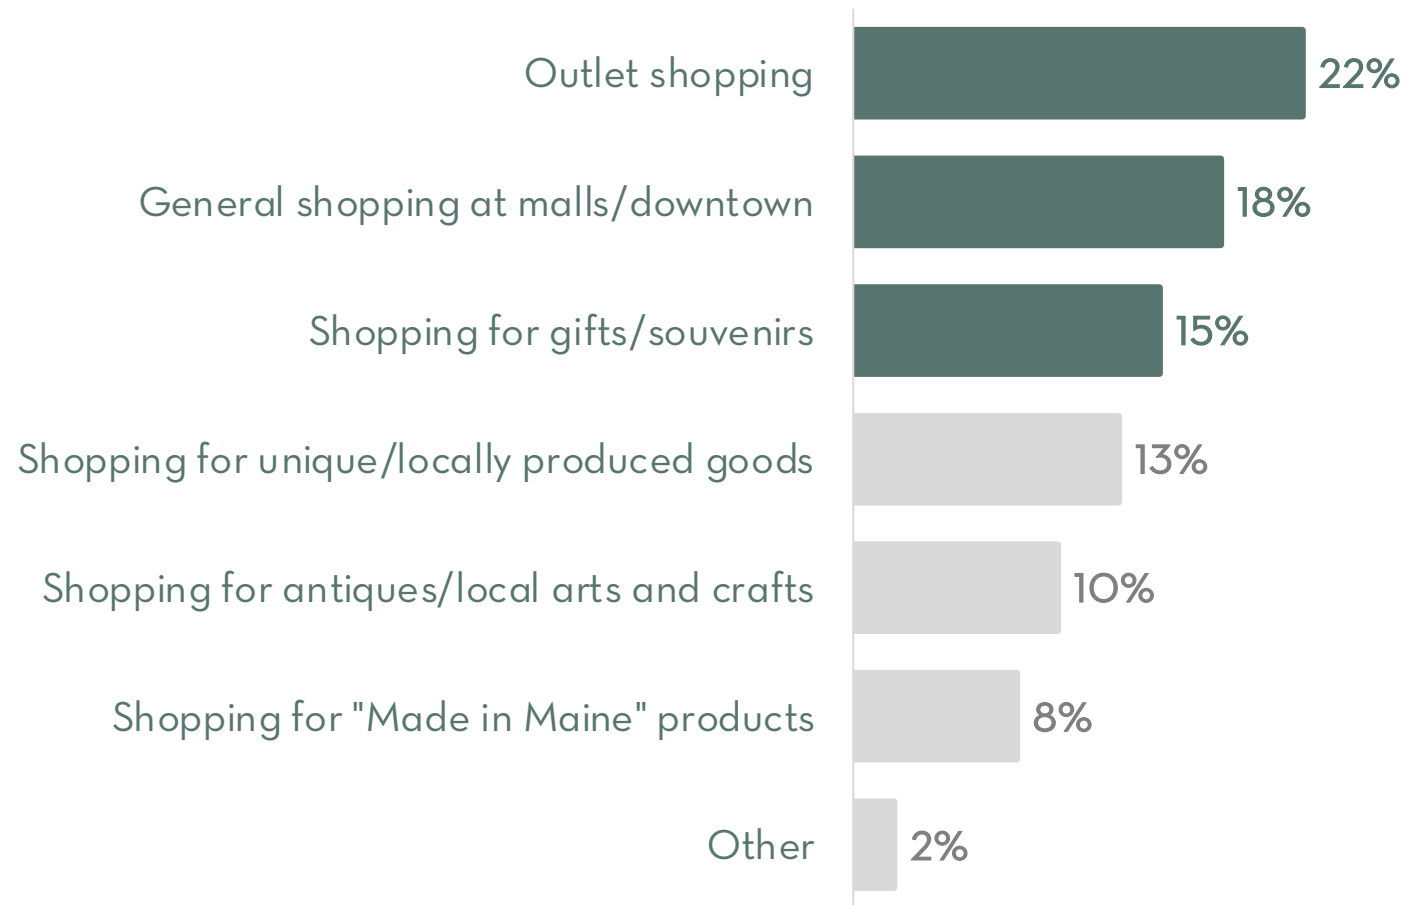 Outlet shopping 22%
General shopping at malls/downtown 18%
Shopping for gifts/souvenirs 15%
Shopping for unique/locally produced goods 13%
Shopping for antiques/local arts and crafts 10%
Shopping for "Made in Maine" products 8%
Other 2%